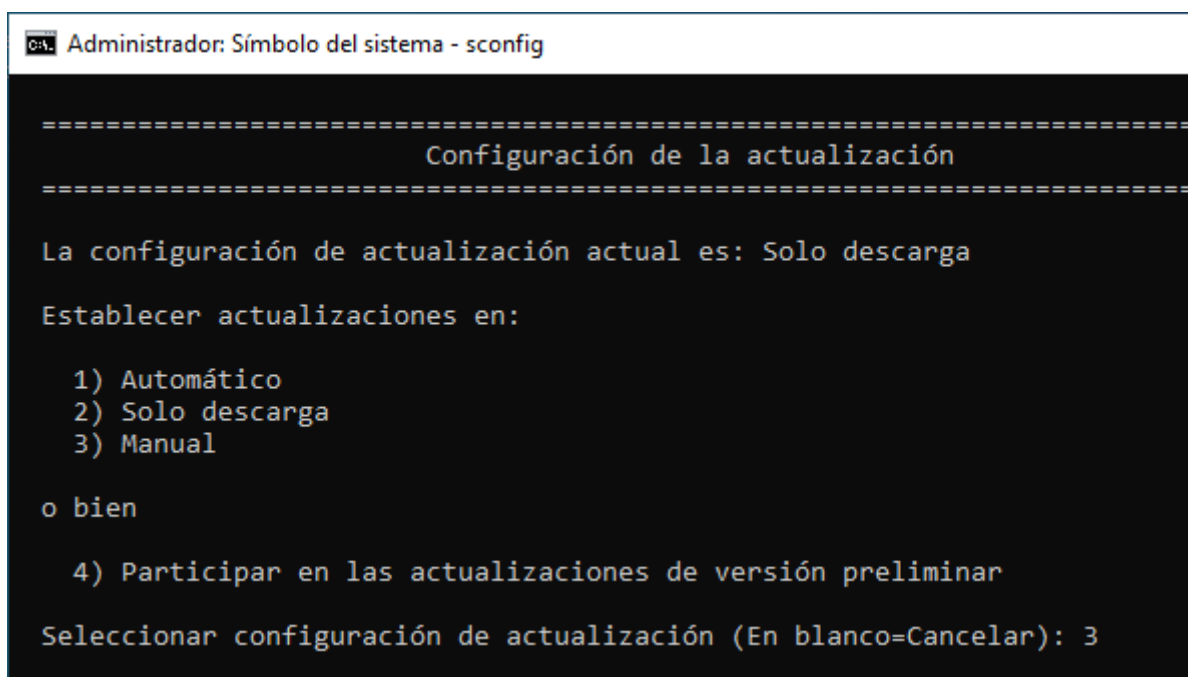 Administrador: Símbolo del sistema - sconfig
========================================================================
Configuración de la actualización
========================================================================
La configuración de actualización actual es: Solo descarga
Establecer actualizaciones en:
1) Automático
2) Solo descarga
3) Manual
o bien
4) Participar en las actualizaciones de versión preliminar
Seleccionar configuración de actualización (En blanco=Cancelar): 3